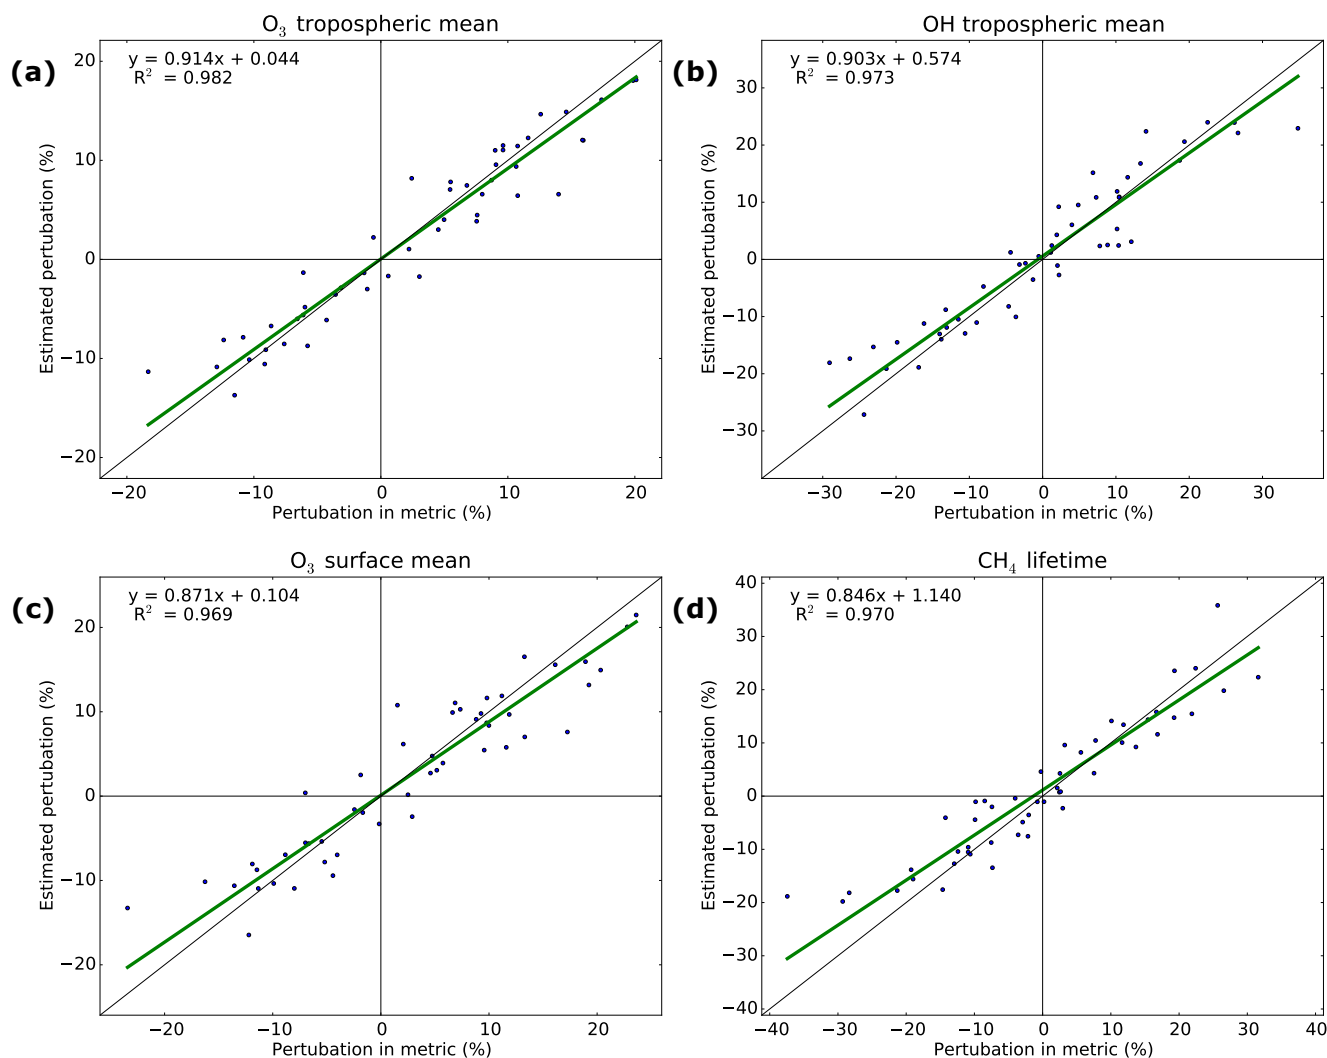 O3 tropospheric mean
(a)
y = 0.914x + 0.044
R2 = 0.982
20
10
0
−10
−20
Estimated pertubation (%)
−20 −10 0 10 20
Pertubation in metric (%)
OH tropospheric mean
(b)
y = 0.903x + 0.574
R2 = 0.973
30
20
10
0
−10
−20
−30
Estimated pertubation (%)
−30 −20 −10 0 10 20 30
Pertubation in metric (%)
O3 surface mean
(c)
y = 0.871x + 0.104
R2 = 0.969
20
10
0
−10
−20
Estimated pertubation (%)
−20 −10 0 10 20
Pertubation in metric (%)
CH4 lifetime
(d)
y = 0.846x + 1.140
R2 = 0.970
40
30
20
10
0
−10
−20
−30
−40
Estimated pertubation (%)
−40 −30 −20 −10 0 10 20 30 40
Pertubation in metric (%)